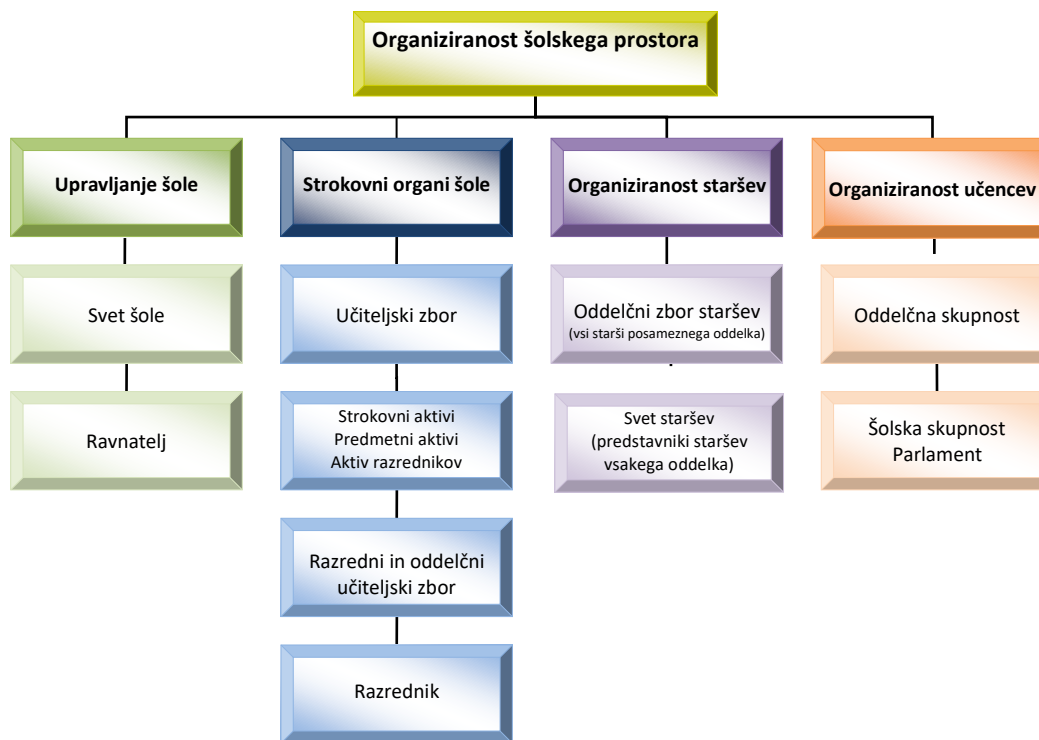 Organiziranost šolskega prostora
Upravljanje šole
Strokovni organi šole
Organiziranost staršev
Organiziranost učencev
Svet šole
Učiteljski zbor
Oddelčni zbor staršev
(vsi starši posameznega oddelka)
Oddelčna skupnost
Ravnatelj
Strokovni aktivi
Predmetni aktivi
Aktiv razrednikov
Svet staršev
(predstavniki staršev
vsakega oddelka)
Šolska skupnost
Parlament
Razredni in oddelčni
učiteljski zbor
Razrednik